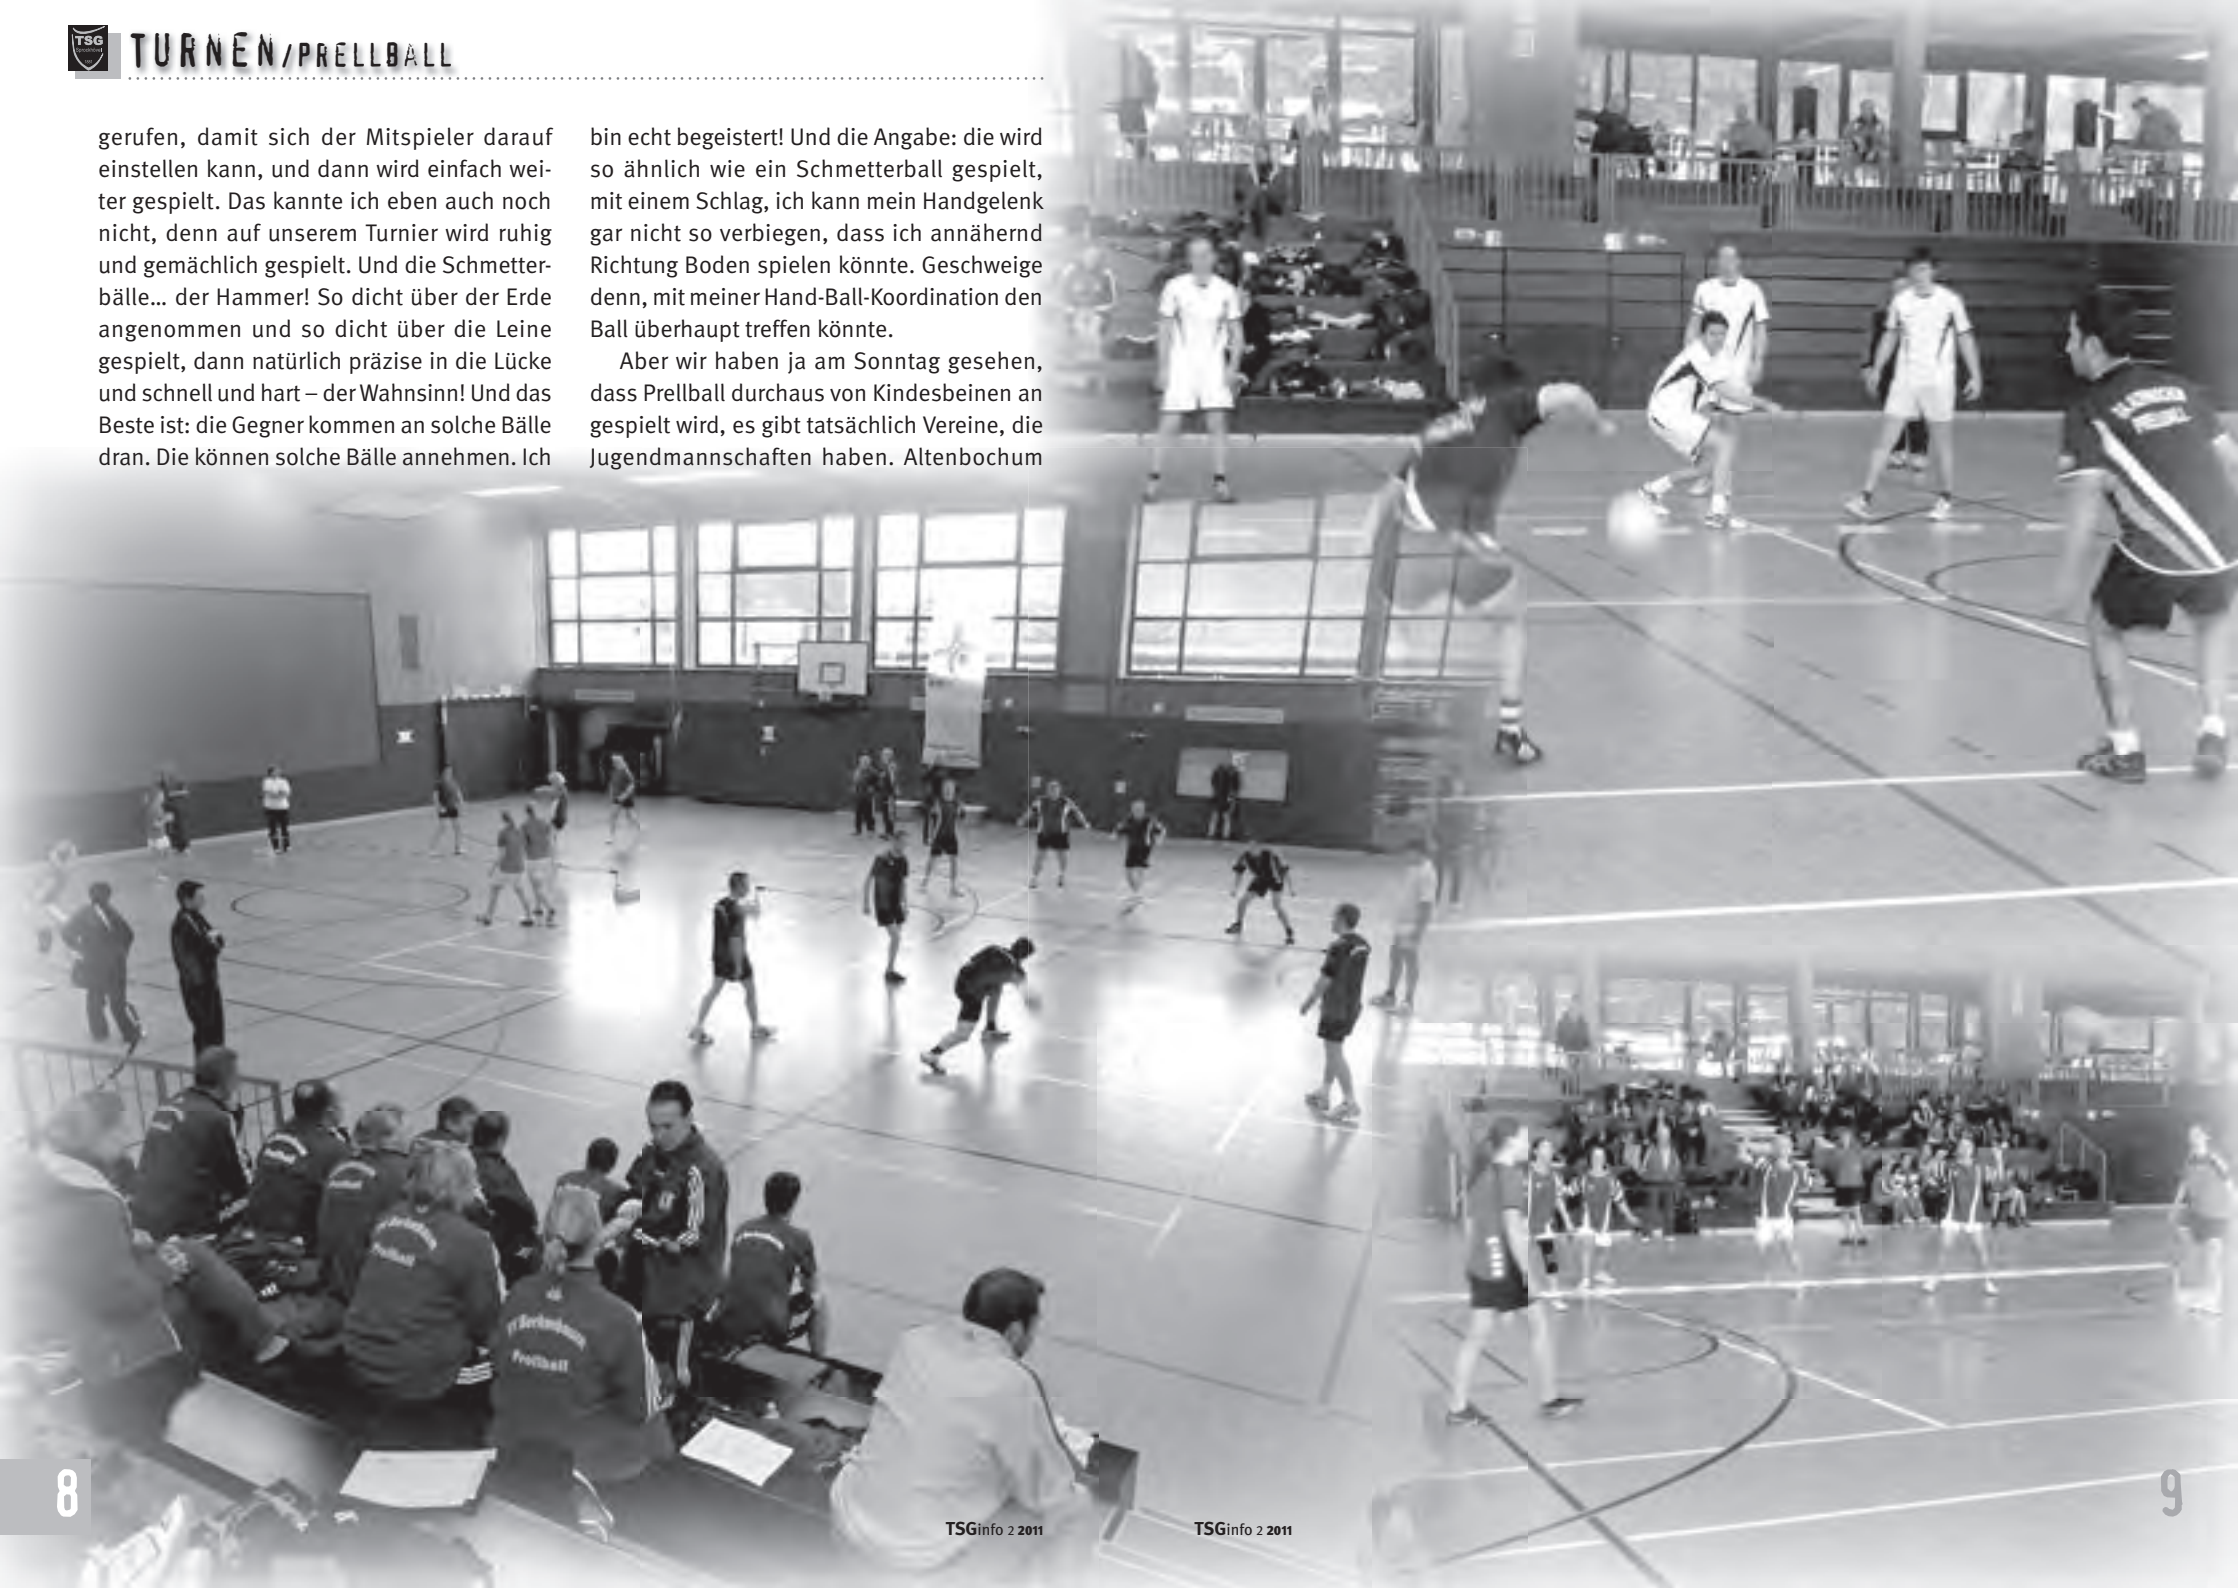 TSG
TURNEN/PRELLBALL
gerufen, damit sich der Mitspieler darauf
einstellen kann, und dann wird einfach wei-
ter gespielt. Das kannte ich eben auch noch
nicht, denn auf unserem Turnier wird ruhig
und gemächlich gespielt. Und die Schmetter-
bälle... der Hammer! So dicht über der Erde
angenommen und so dicht über die Leine
gespielt, dann natürlich präzise in die Lücke
und schnell und hart – der Wahnsinn! Und das
Beste ist: die Gegner kommen an solche Bälle
dran. Die können solche Bälle annehmen. Ich
bin echt begeistert! Und die Angabe: die wird
so ähnlich wie ein Schmetterball gespielt,
mit einem Schlag, ich kann mein Handgelenk
gar nicht so verbiegen, dass ich annähernd
Richtung Boden spielen könnte. Geschweige
denn, mit meiner Hand-Ball-Koordination den
Ball überhaupt treffen könnte.
Aber wir haben ja am Sonntag gesehen,
dass Prellball durchaus von Kindesbeinen an
gespielt wird, es gibt tatsächlich Vereine, die
Jugendmannschaften haben. Altenbochum
Prellball
TV Berkenbaum
Prellball
8
TSGinfo 2 2011
TSGinfo 2 2011
9